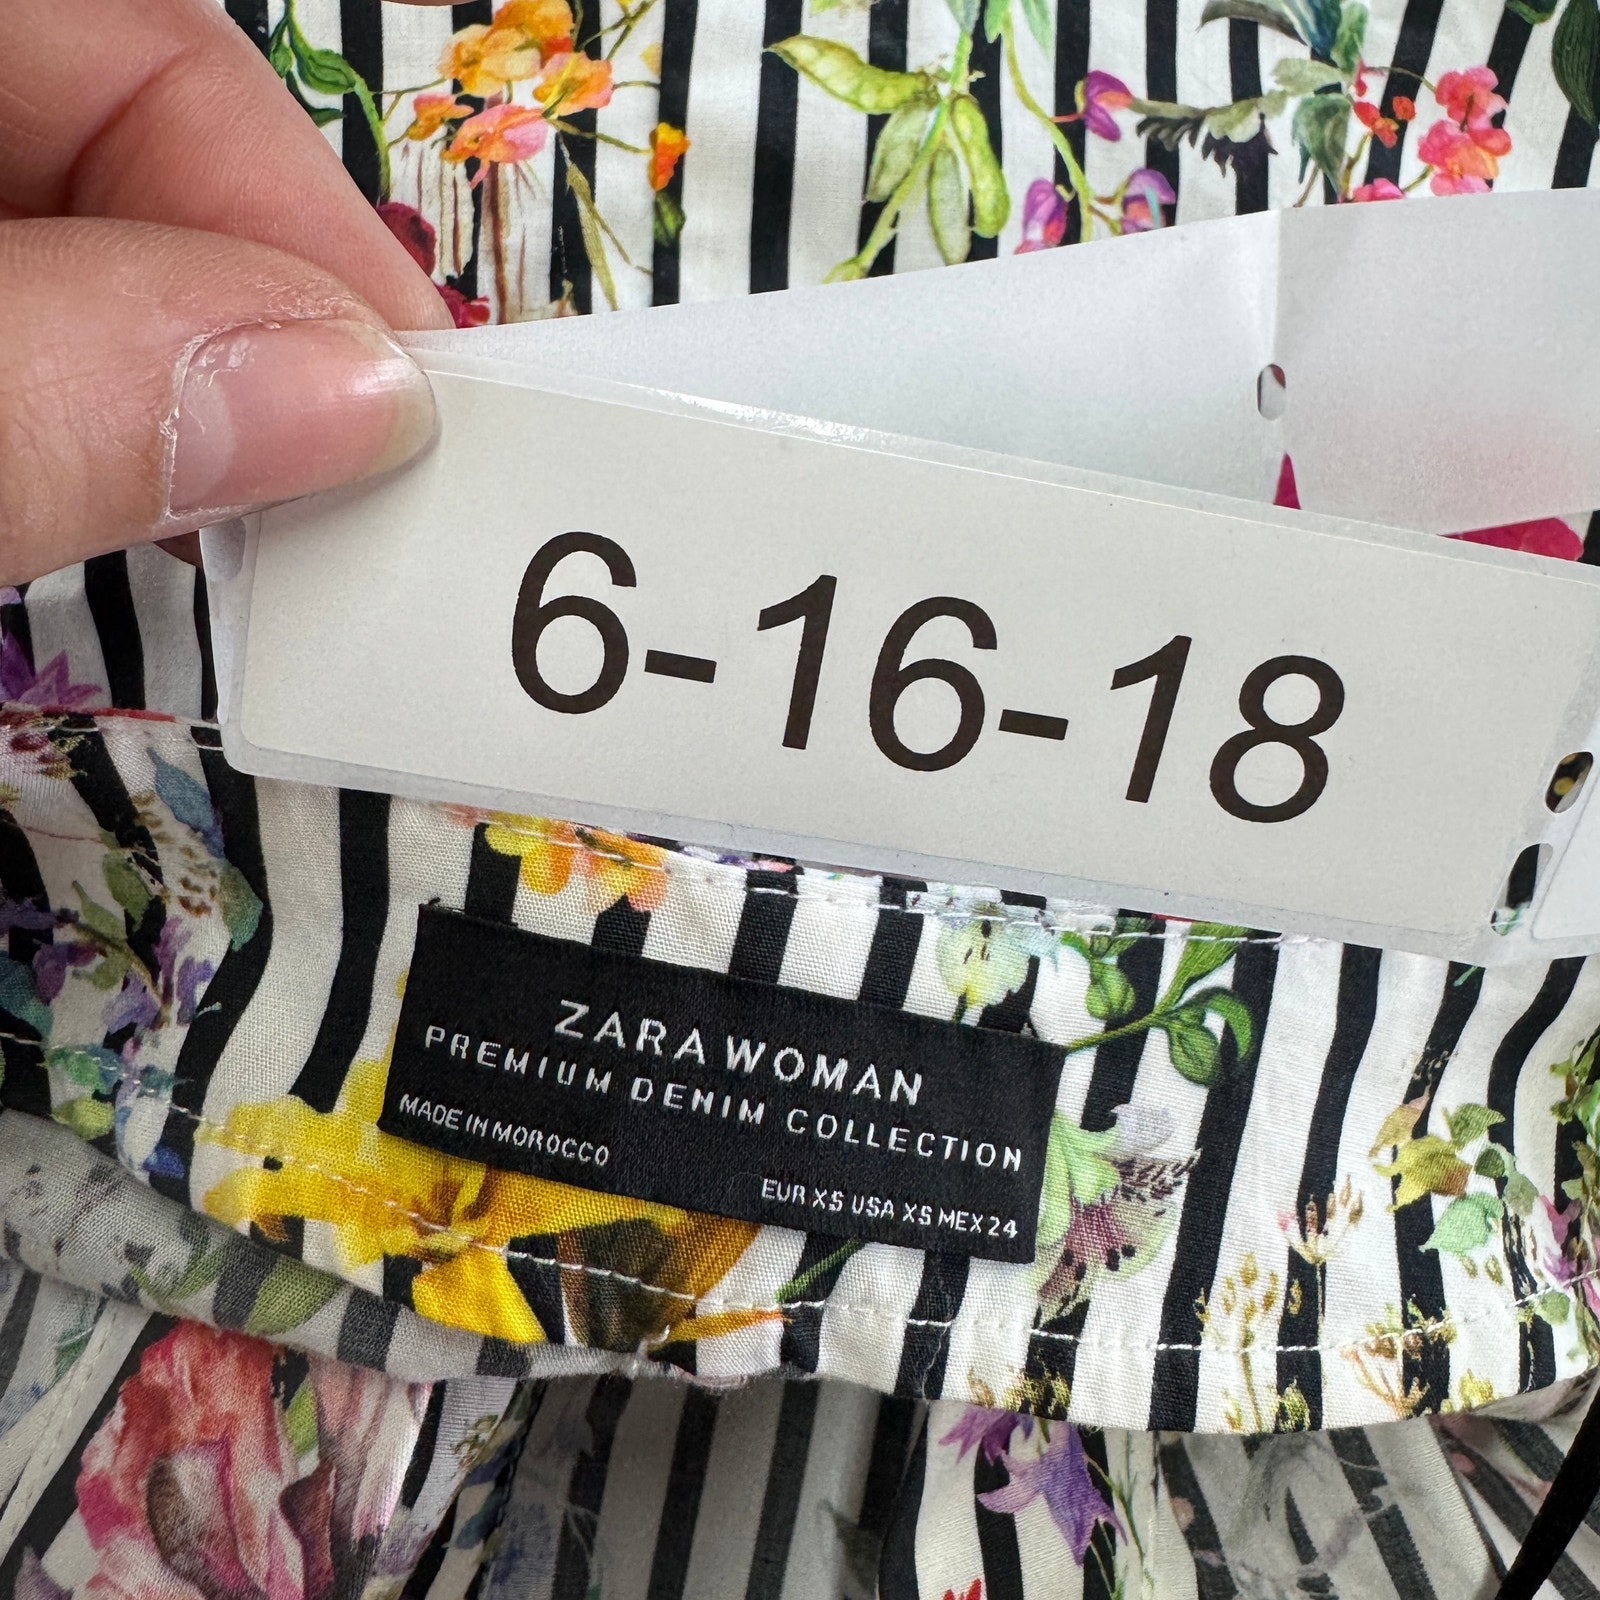 6-16-18
ZARA WOMAN
PREMIUM DENIM COLLECTION
MADE IN MOROCCO
EUR XS USA XS MEX 24